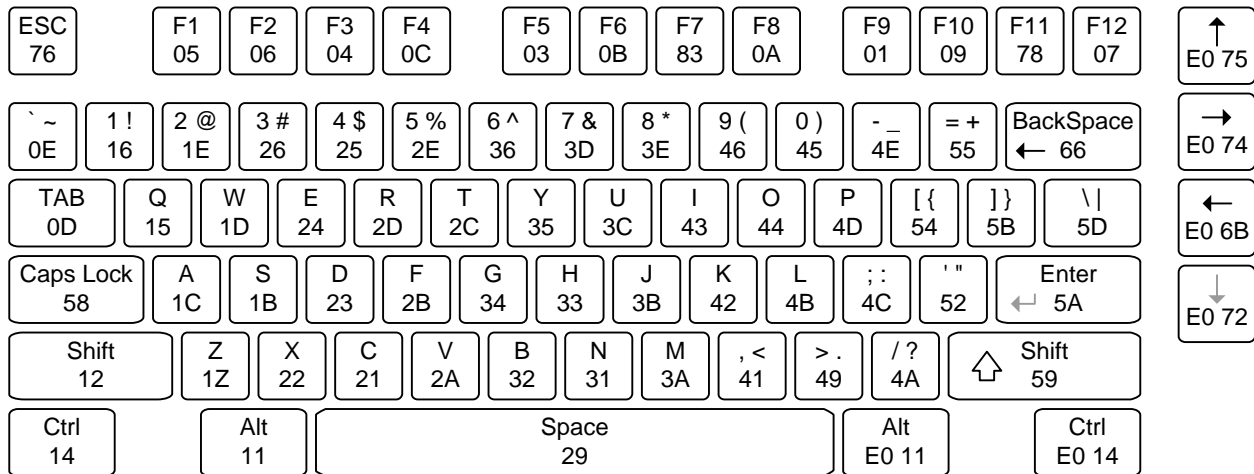 ESC F1 F2 F3 F4 F5 F6 F7 F8 F9 F10 F11 F12
76 05 06 04 0C 03 0B 83 0A 01 09 78 07
E0 75
` ~ 1 ! 2 @ 3 # 4 $ 5 % 6 ^ 7 & 8 * 9 ( 0 ) - _ = + BackSpace
0E 16 1E 26 25 2E 36 3D 3E 46 45 4E 55 66
E0 74
TAB Q W E R T Y U I O P [ { ] } \ |
0D 15 1D 24 2D 2C 35 3C 43 44 4D 54 5B 5D
E0 6B
Caps Lock A S D F G H J K L ; : ' " Enter
58 1C 1B 23 2B 34 33 3B 42 4B 4C 52 5A
E0 72
Shift Z X C V B N M , < > . / ? Shift
12 1Z 22 21 2A 32 31 3A 41 49 4A 59
Ctrl Alt Space Alt Ctrl
14 11 29 E0 11 E0 14